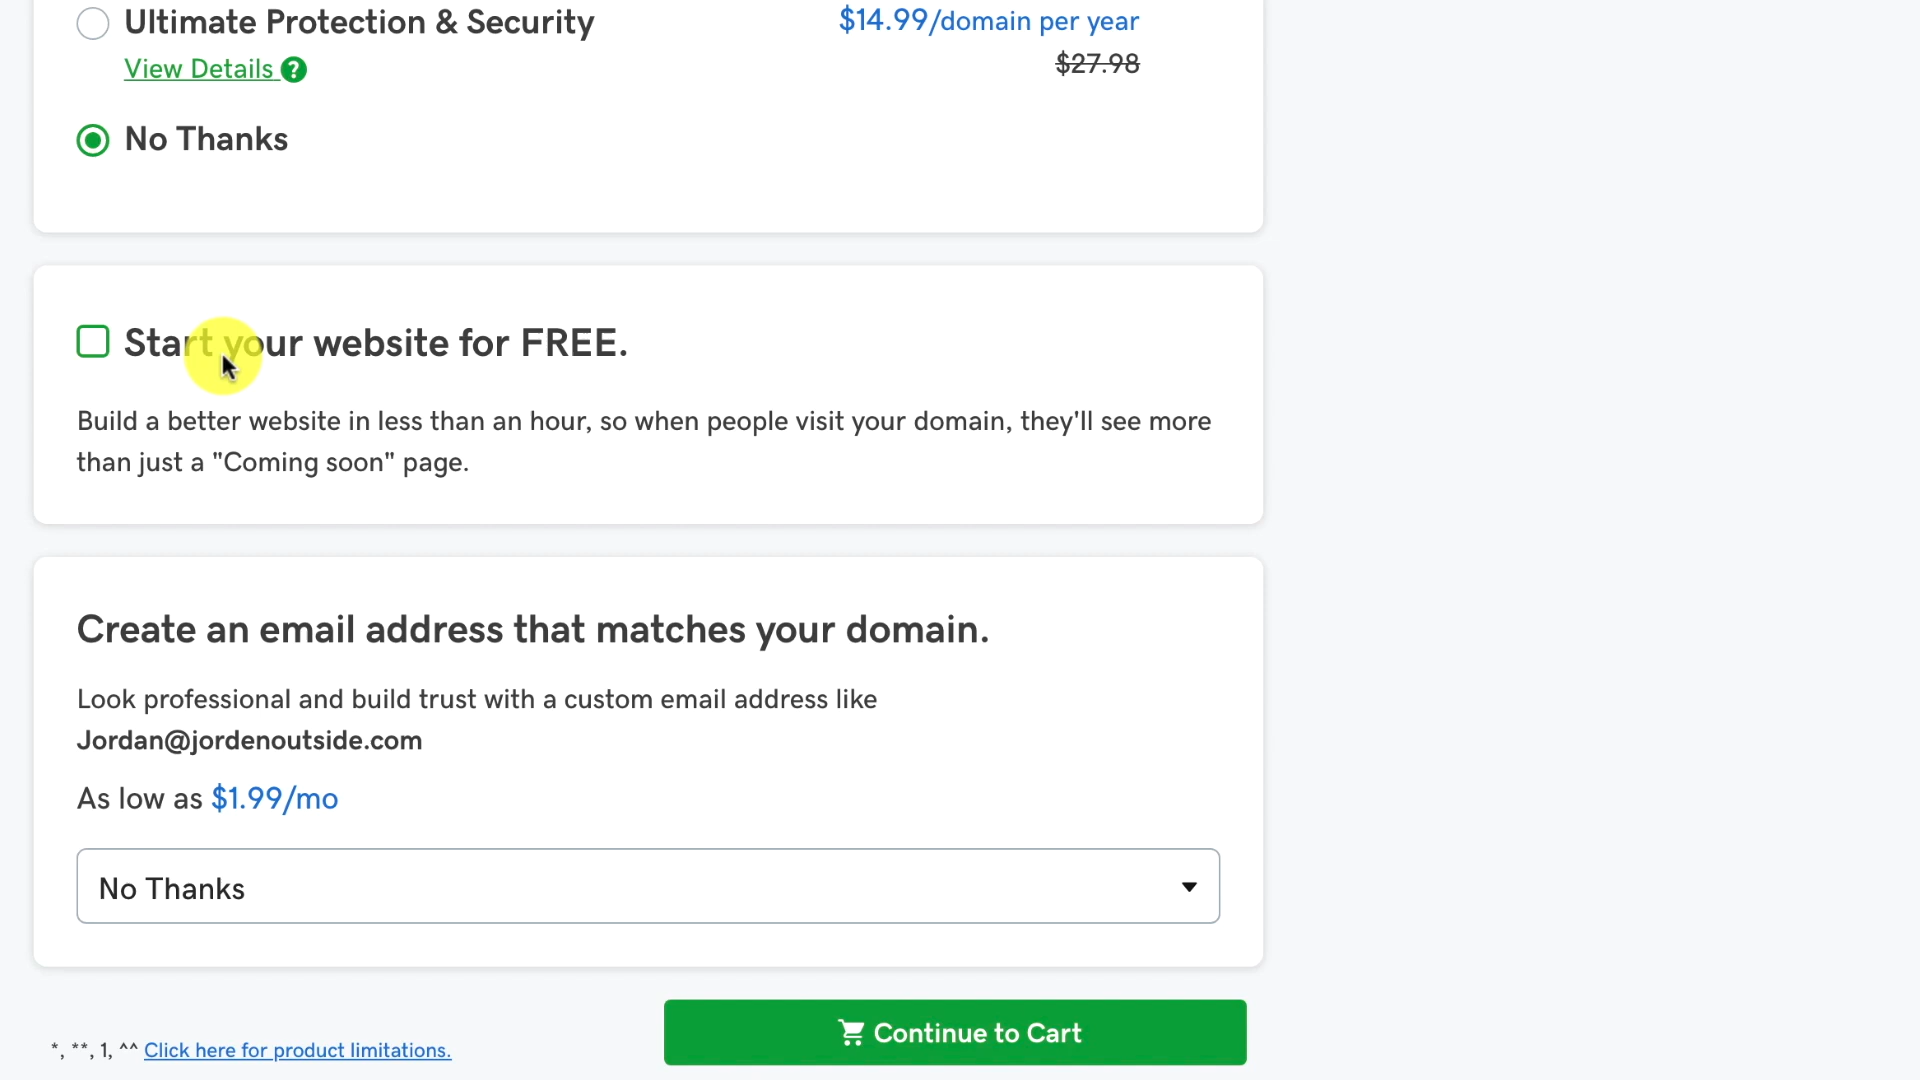 Ultimate Protection & Security
$14.99/domain per year
View Details ?
$27.98
No Thanks
Start your website for FREE.
Build a better website in less than an hour, so when people visit your domain, they'll see more
than just a "Coming soon" page.
Create an email address that matches your domain.
Look professional and build trust with a custom email address like
Jordan@jordenoutside.com
As low as $1.99/mo
No Thanks
Continue to Cart
*, **, 1, ^^ Click here for product limitations.